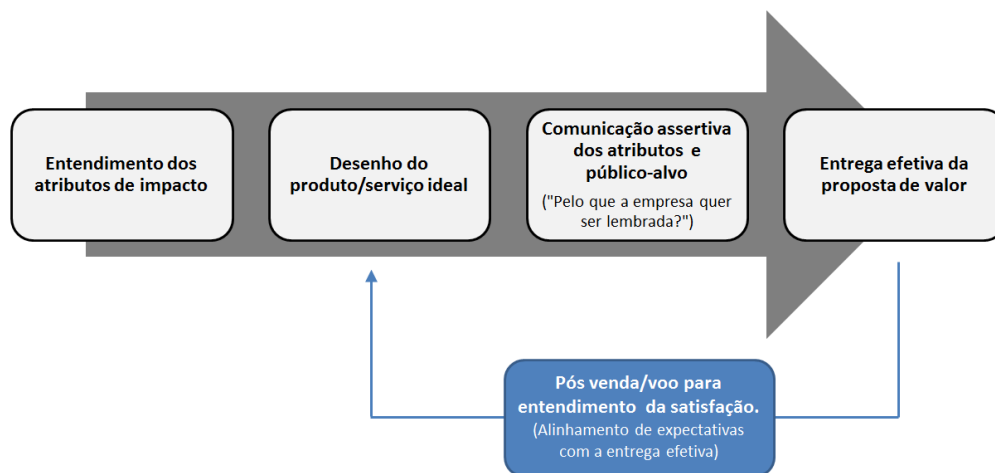 Entendimento dos
atributos de impacto
Desenho do
produto/serviço ideal
Comunicação assertiva
dos atributos e
público-alvo
("Pelo que a empresa quer
ser lembrada?")
Entrega efetiva da
proposta de valor
Pós venda/voo para
entendimento da satisfação.
(Alinhamento de expectativas
com a entrega efetiva)